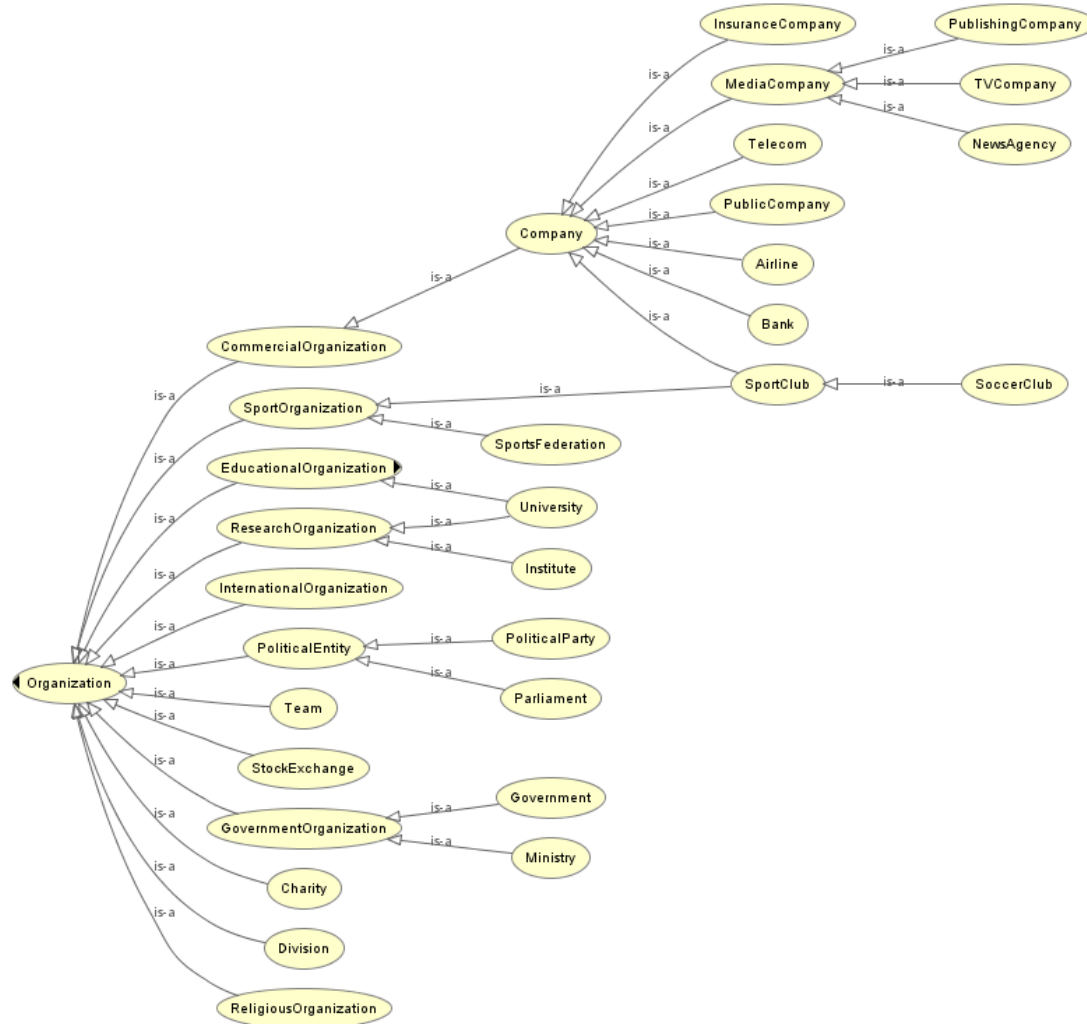 InsuranceCompany
PublishingCompany
is-a
is-a
MediaCompany
is-a
TVCompany
is-a
is-a
Telecom
NewsAgency
is-a
PublicCompany
is-a
Company
is-a
Airline
is-a
is-a
Bank
is-a
CommercialOrganization
SportClub
is-a
SoccerClub
is-a
SportOrganization
is-a
SportsFederation
is-a
EducationalOrganization
is-a
is-a
University
is-a
ResearchOrganization
is-a
is-a
Institute
is-a
InternationalOrganization
is-a
PoliticalEntity
is-a
PoliticalParty
is-a
is-a
Parliament
Organization
is-a
Team
is-a
StockExchange
is-a
Government
is-a
GovernmentOrganization
is-a
is-a
Ministry
is-a
Charity
is-a
Division
ReligiousOrganization